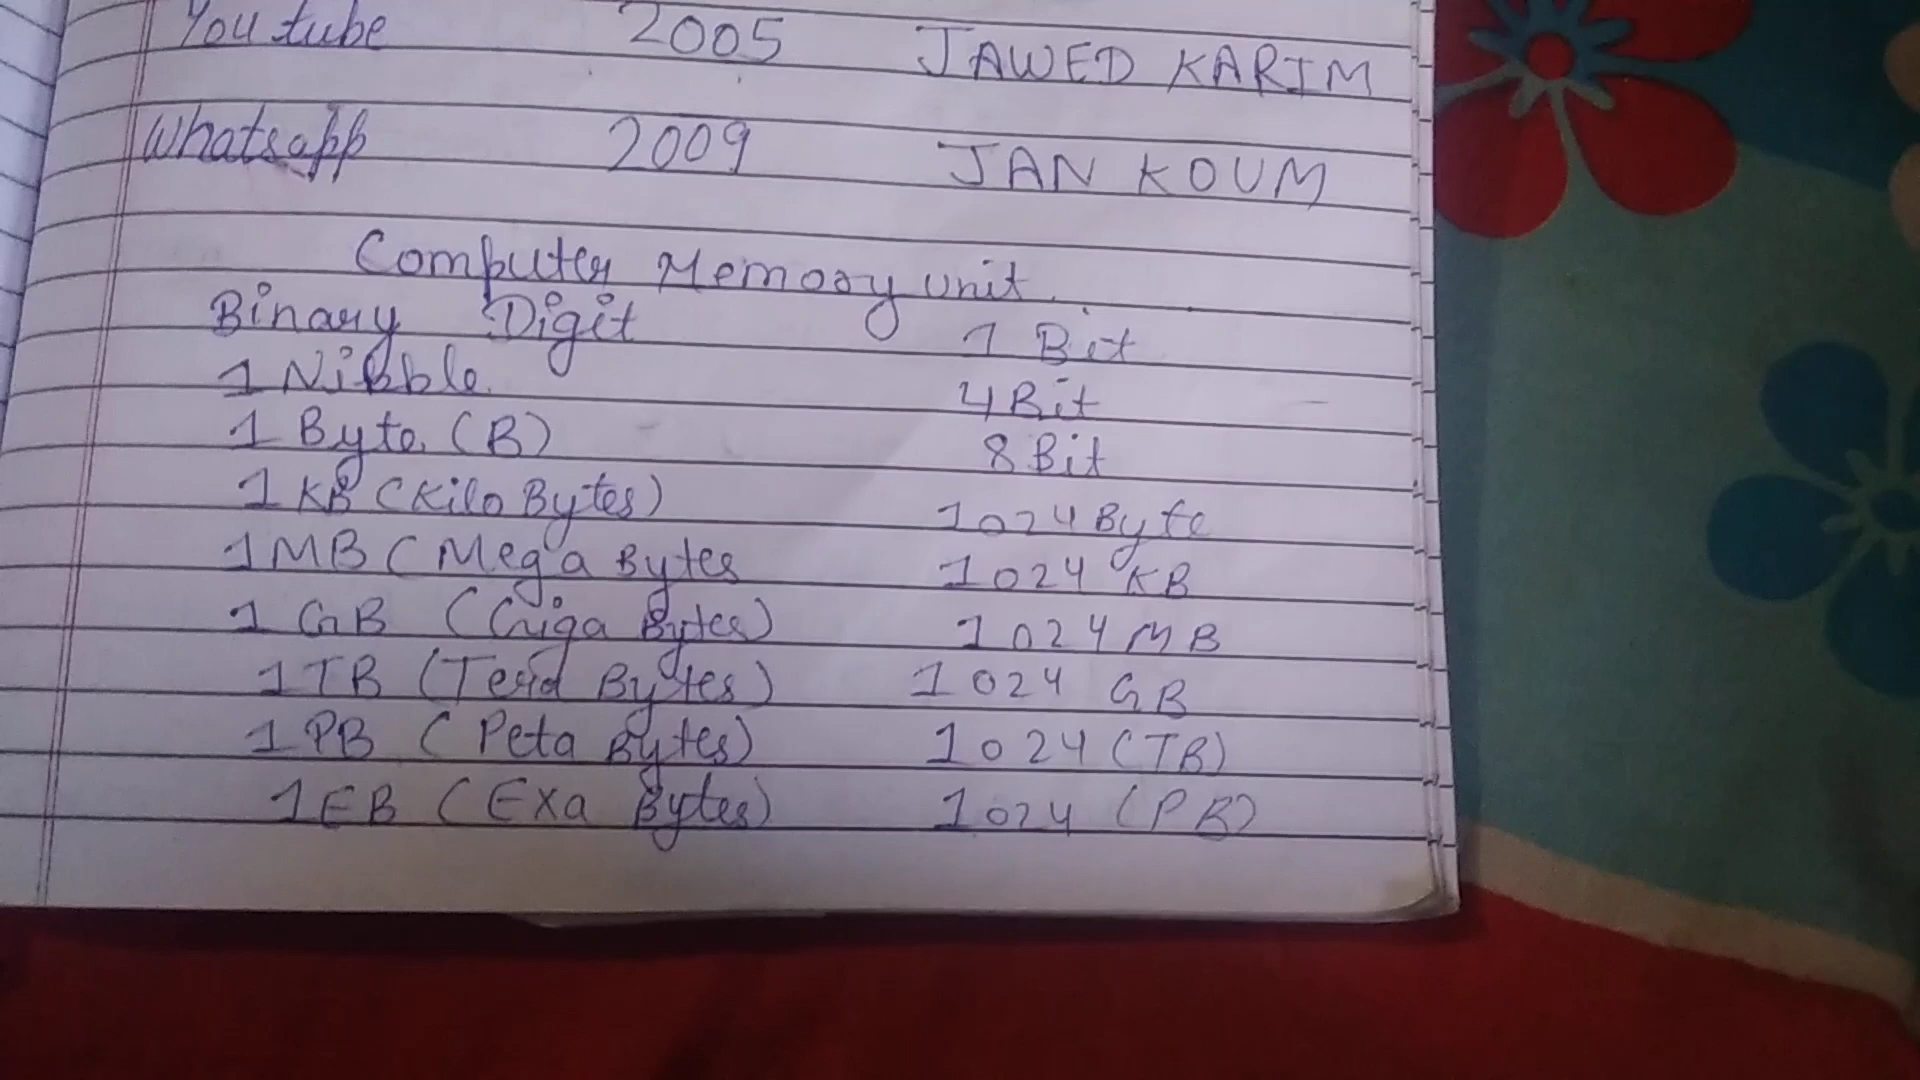 Youtube 2005 JAWED KARIM
Whatsapp 2009 JAN KOUM
Computer Memory unit
Binary Digit 1 Bit
1 Nibble 4 Bit
1 Byte (B) 8 Bit
1 KB (Kilo Bytes) 1024 Byte
1 MB (Mega Bytes 1024 KB
1 GB (Giga Bytes) 1024 MB
1 TB (Tera Bytes) 1024 GB
1 PB (Peta Bytes) 1024 (TB)
1 EB (Exa Bytes) 1024 (PB)